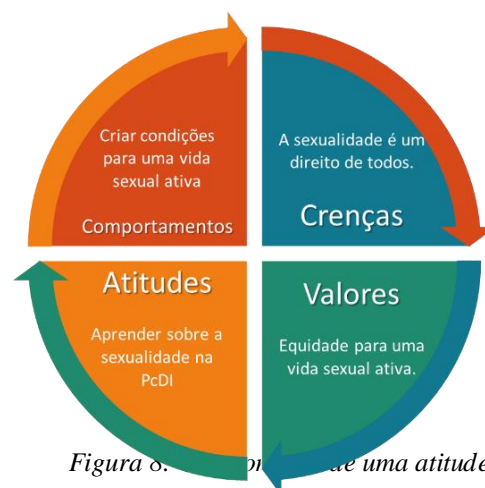 Criar condições
para uma vida
sexual ativa
Comportamentos
A sexualidade é um
direito de todos.
Crenças
Atitudes
Aprender sobre a
sexualidade na
PcDI
Valores
Equidade para uma
vida sexual ativa.
Figura 8: de uma atitude